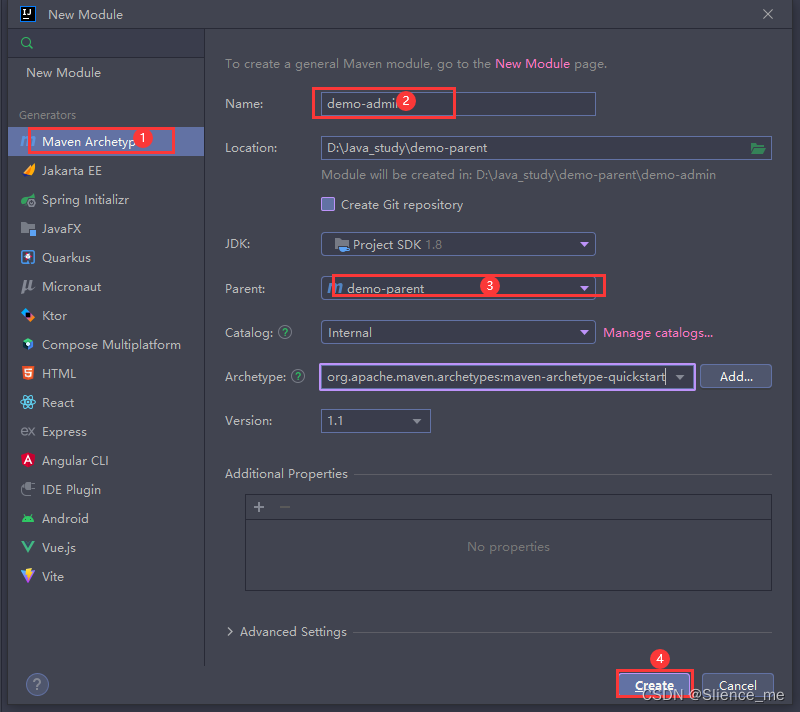 New Module
New Module
Generators
Maven Archetyp
1
Jakarta EE
Spring Initializr
JavaFX
Quarkus
Micronaut
Ktor
Compose Multiplatform
HTML
React
Express
Angular CLI
IDE Plugin
Android
Vue.js
Vite
To create a general Maven module, go to the New Module page.
Name: demo-admi 2
Location: D:\Java_study\demo-parent
Module will be created in: D:\Java_study\demo-parent\demo-admin
Create Git repository
JDK: Project SDK 1.8
Parent: demo-parent 3
Catalog: ? Internal Manage catalogs...
Archetype: ? org.apache.maven.archetypes:maven-archetype-quickstart Add...
Version: 1.1
Additional Properties
+ −
No properties
Advanced Settings
4
? Create Cancel
CSDN @Slience_me